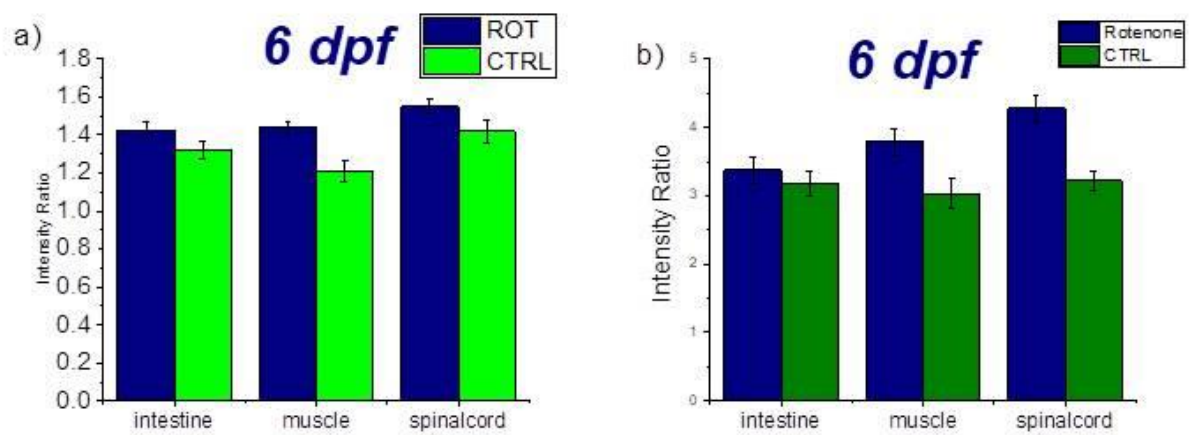 a)
6 dpf
ROT
CTRL
Intensity Ratio
1.8
1.6
1.4
1.2
1.0
0.8
0.6
0.4
0.2
0.0
intestine muscle spinalcord
b)
6 dpf
Rotenone
CTRL
Intensity Ratio
5
4
3
2
1
0
intestine muscle spinalcord